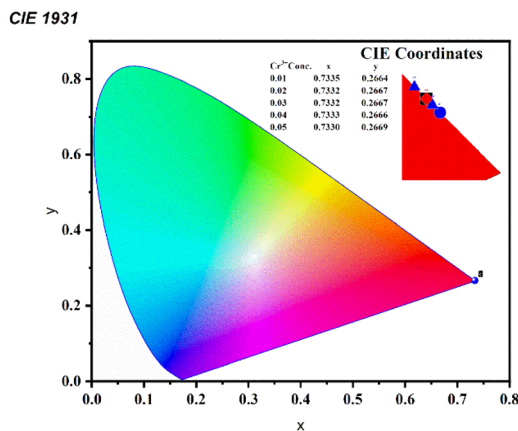 CIE 1931
CIE Coordinates
Cr³⁺Conc. x y
0.01 0.7335 0.2664
0.02 0.7332 0.2667
0.03 0.7332 0.2667
0.04 0.7333 0.2666
0.05 0.7330 0.2669
0.8
0.6
0.4
0.2
0.0
y
0.0 0.1 0.2 0.3 0.4 0.5 0.6 0.7 0.8
x